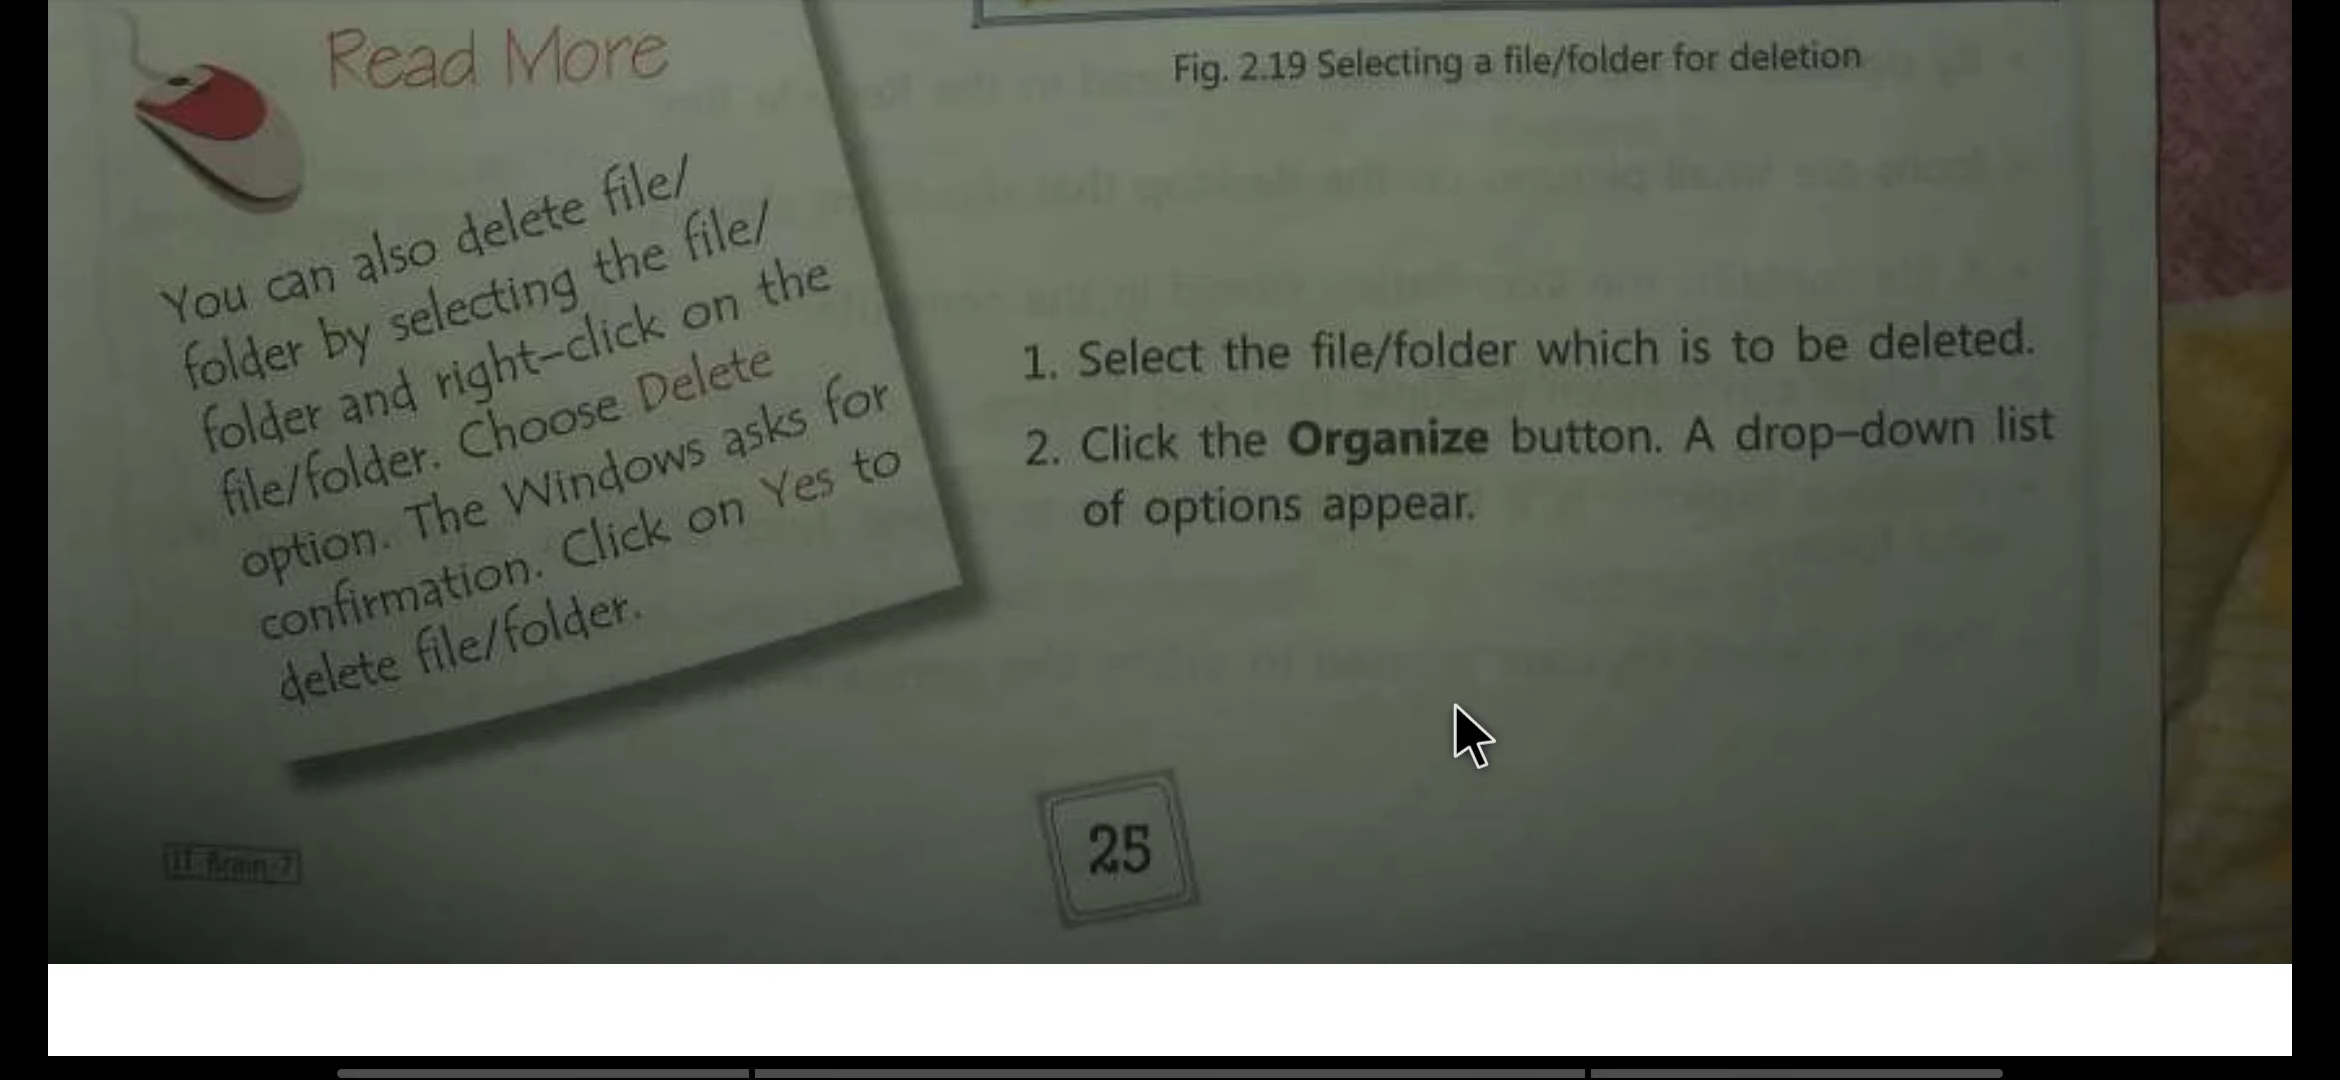 Read More
You can also delete file/
folder by selecting the file/
folder and right-click on the
file/folder. Choose Delete
option. The Windows asks for
confirmation. Click on Yes to
delete file/folder.
Fig. 2.19 Selecting a file/folder for deletion
1. Select the file/folder which is to be deleted.
2. Click the Organize button. A drop-down list
of options appear.
IT Brain-7
25